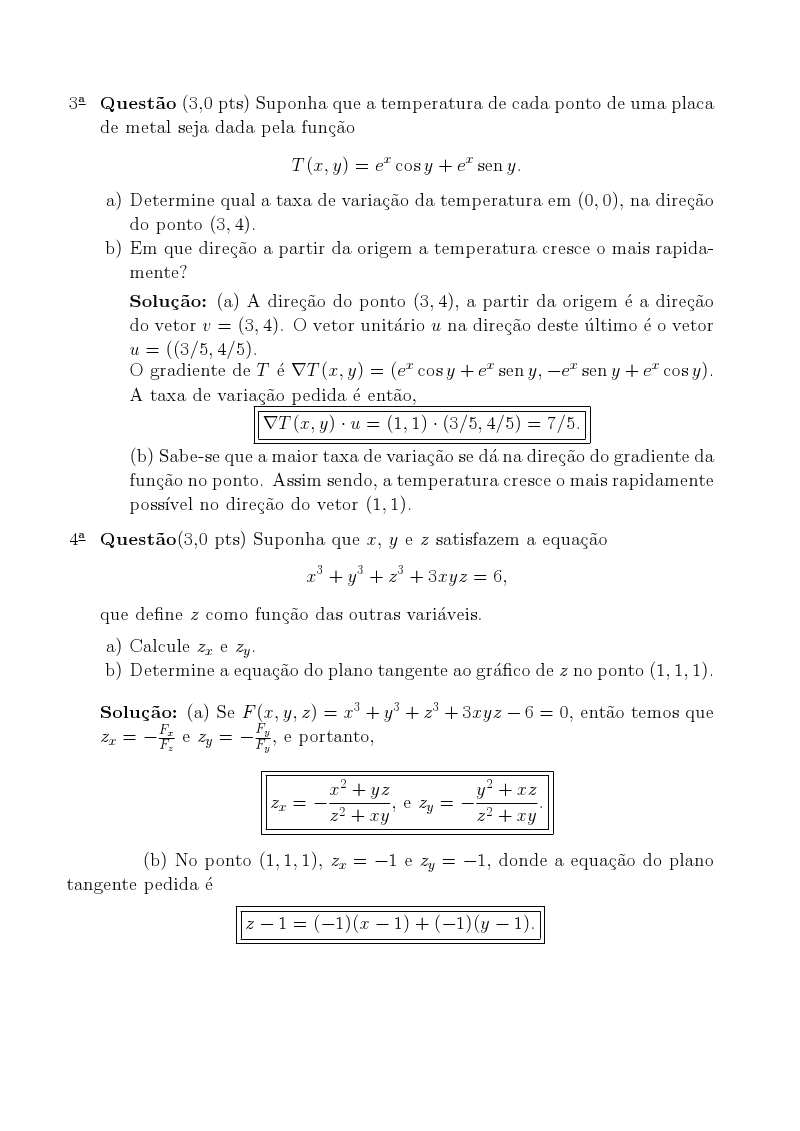 3ª Questão (3,0 pts) Suponha que a temperatura de cada ponto de uma placa
de metal seja dada pela função
T(x, y) = e^x cos y + e^x sen y.
a) Determine qual a taxa de variação da temperatura em (0, 0), na direção
do ponto (3, 4).
b) Em que direção a partir da origem a temperatura cresce o mais rapida-
mente?
Solução: (a) A direção do ponto (3, 4), a partir da origem é a direção
do vetor v = (3, 4). O vetor unitário u na direção deste último é o vetor
u = ((3/5, 4/5).
O gradiente de T é ∇T(x, y) = (e^x cos y + e^x sen y, −e^x sen y + e^x cos y).
A taxa de variação pedida é então,
∇T(x, y) · u = (1, 1) · (3/5, 4/5) = 7/5.
(b) Sabe-se que a maior taxa de variação se dá na direção do gradiente da
função no ponto. Assim sendo, a temperatura cresce o mais rapidamente
possível no direção do vetor (1, 1).
4ª Questão(3,0 pts) Suponha que x, y e z satisfazem a equação
x^3 + y^3 + z^3 + 3xyz = 6,
que define z como função das outras variáveis.
a) Calcule z_x e z_y.
b) Determine a equação do plano tangente ao gráfico de z no ponto (1, 1, 1).
Solução: (a) Se F(x, y, z) = x^3 + y^3 + z^3 + 3xyz − 6 = 0, então temos que
z_x = −F_x/F_z e z_y = −F_y/F_y, e portanto,
z_x = −(x^2 + yz)/(z^2 + xy), e z_y = −(y^2 + xz)/(z^2 + xy).
(b) No ponto (1, 1, 1), z_x = −1 e z_y = −1, donde a equação do plano
tangente pedida é
z − 1 = (−1)(x − 1) + (−1)(y − 1).